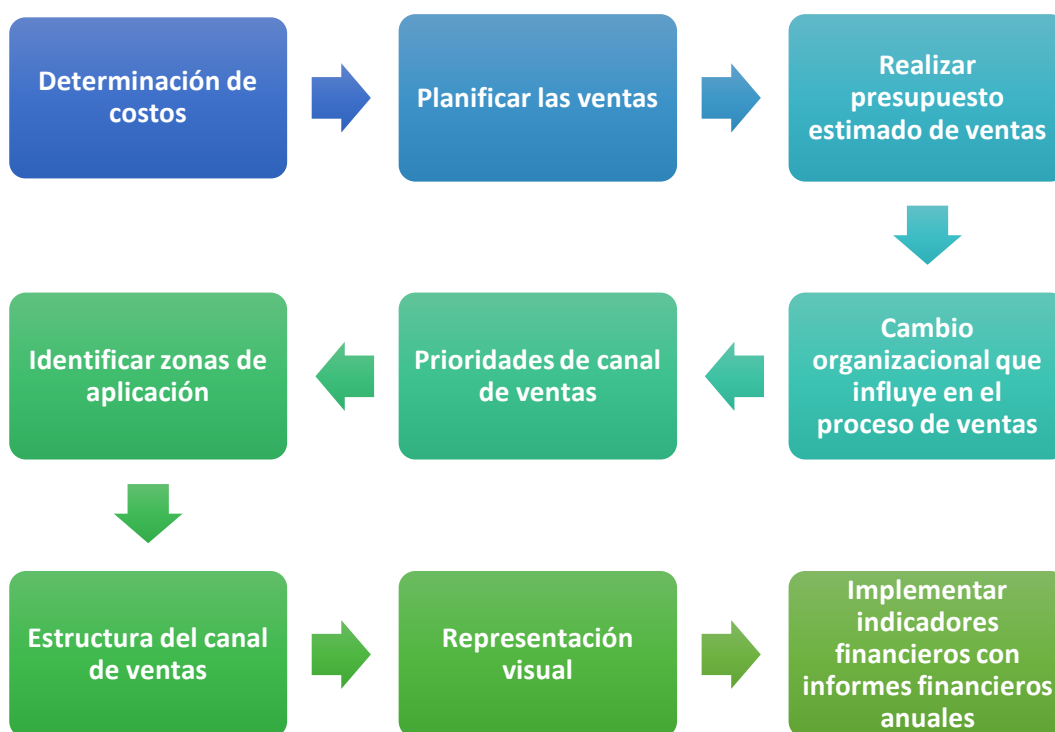 Determinación de
costos
Planificar las ventas
Realizar
presupuesto
estimado de ventas
Cambio
organizacional que
influye en el
proceso de ventas
Prioridades de canal
de ventas
Identificar zonas de
aplicación
Estructura del canal
de ventas
Representación
visual
Implementar
indicadores
financieros con
informes financieros
anuales